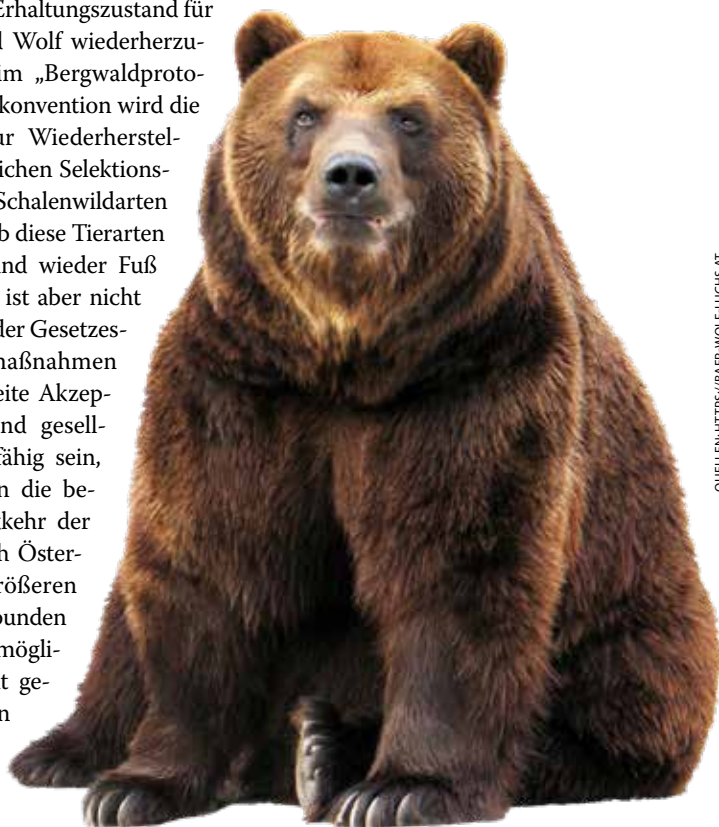 Erhaltungszustand für
Wolf wiederherzu-
im „Bergwaldproto-
konvention wird die
ur Wiederherstel-
lichen Selektions-
Schalenwildarten
b diese Tierarten
nd wieder Fuß
ist aber nicht
der Gesetzes-
maßnahmen
eite Akzep-
nd gesell-
fähig sein,
n die be-
kkehr der
h Öster-
rößeren
bunden
mögli-
t ge-
n
QUELLEN: HTTPS://BAER-WOLF-LUCHS.AT